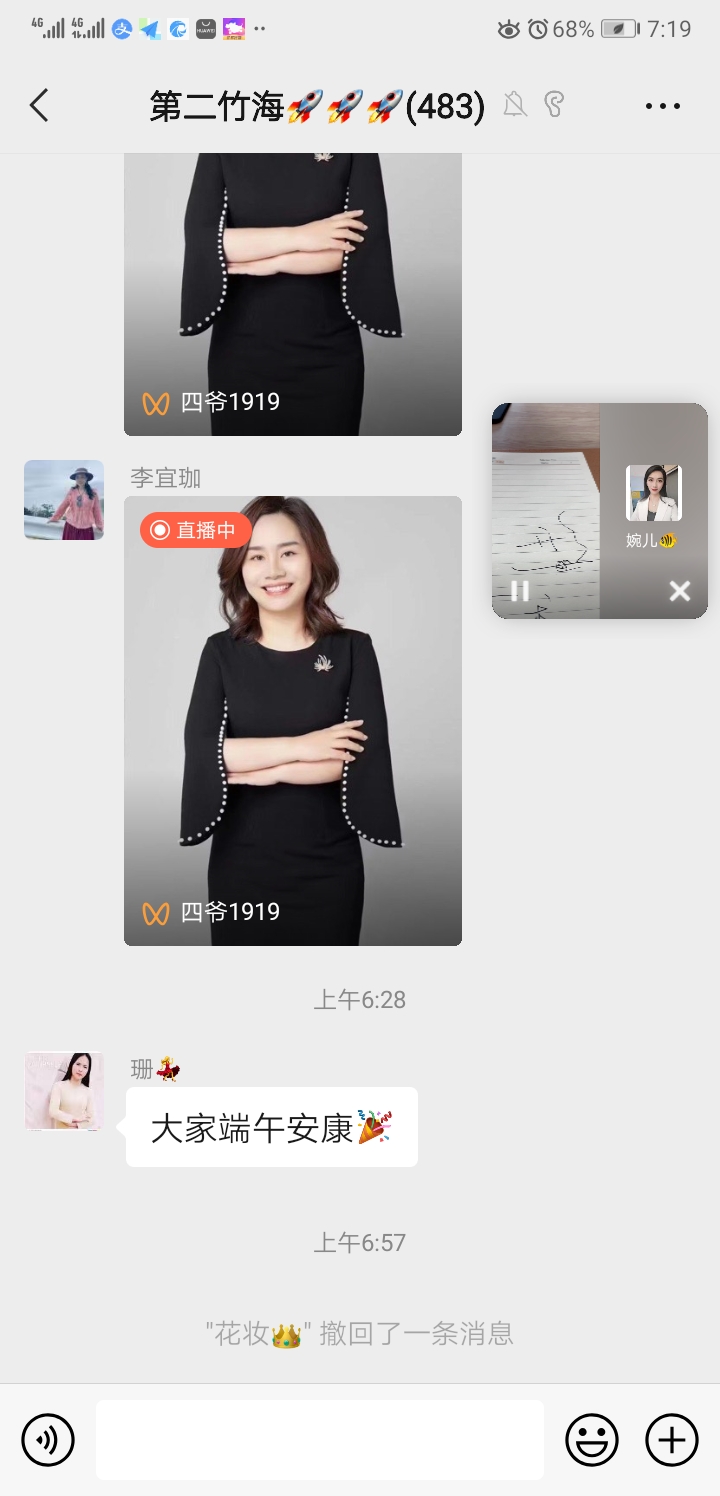 4G 4G HUAWEI 68% 7:19
第二竹海🚀🚀🚀(483)
四爷1919
李宜珈
直播中
婉儿🐠
四爷1919
上午6:28
珊💃
大家端午安康🎉
上午6:57
"花妆👑" 撤回了一条消息